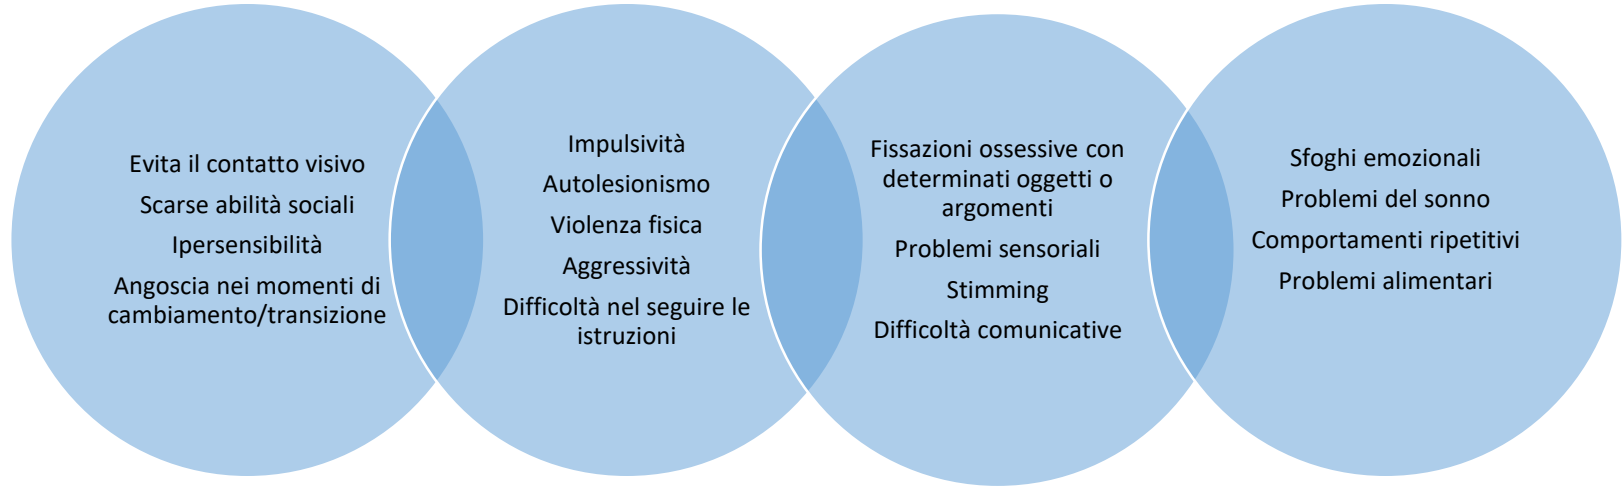 Evita il contatto visivo
Scarse abilità sociali
Ipersensibilità
Angoscia nei momenti di
cambiamento/transizione
Impulsività
Autolesionismo
Violenza fisica
Aggressività
Difficoltà nel seguire le
istruzioni
Fissazioni ossessive con
determinati oggetti o
argomenti
Problemi sensoriali
Stimming
Difficoltà comunicative
Sfoghi emozionali
Problemi del sonno
Comportamenti ripetitivi
Problemi alimentari